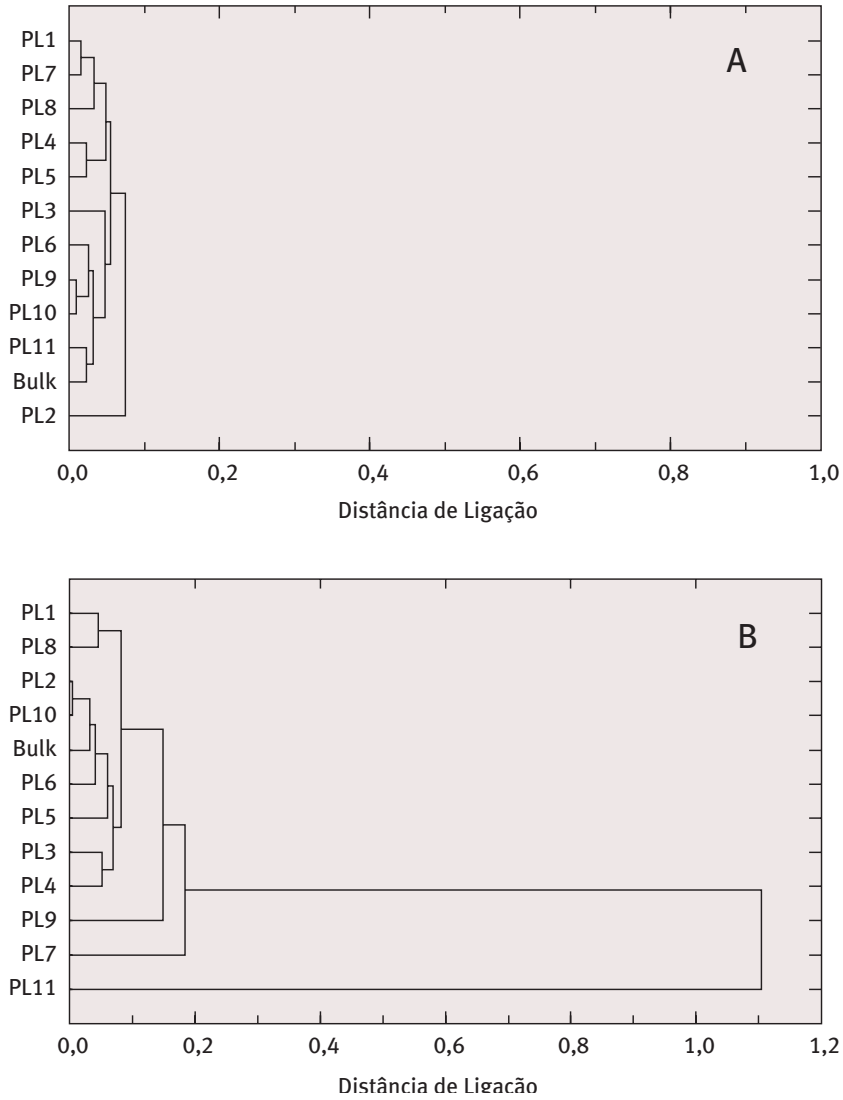 A
PL1
PL7
PL8
PL4
PL5
PL3
PL6
PL9
PL10
PL11
Bulk
PL2
0,0 0,2 0,4 0,6 0,8 1,0
Distância de Ligação
B
PL1
PL8
PL2
PL10
Bulk
PL6
PL5
PL3
PL4
PL9
PL7
PL11
0,0 0,2 0,4 0,6 0,8 1,0 1,2
Distância de Ligação